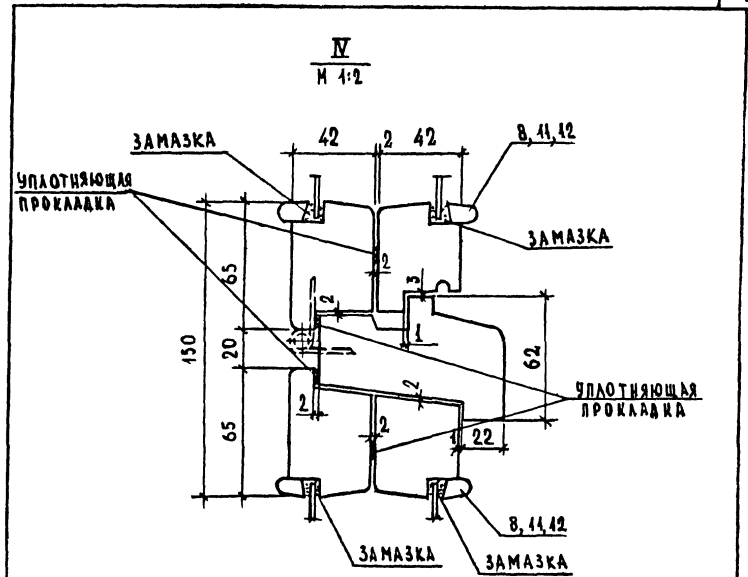 IV
М 1:2
42
2
42
8, 11, 12
ЗАМАЗКА
УПЛОТНЯЮЩАЯ
ПРОКЛАДКА
ЗАМАЗКА
2
65
3
2
1
150
20
62
2
УПЛОТНЯЮЩАЯ
ПРОКЛАДКА
2
2
1
22
65
8, 11, 12
ЗАМАЗКА
ЗАМАЗКА